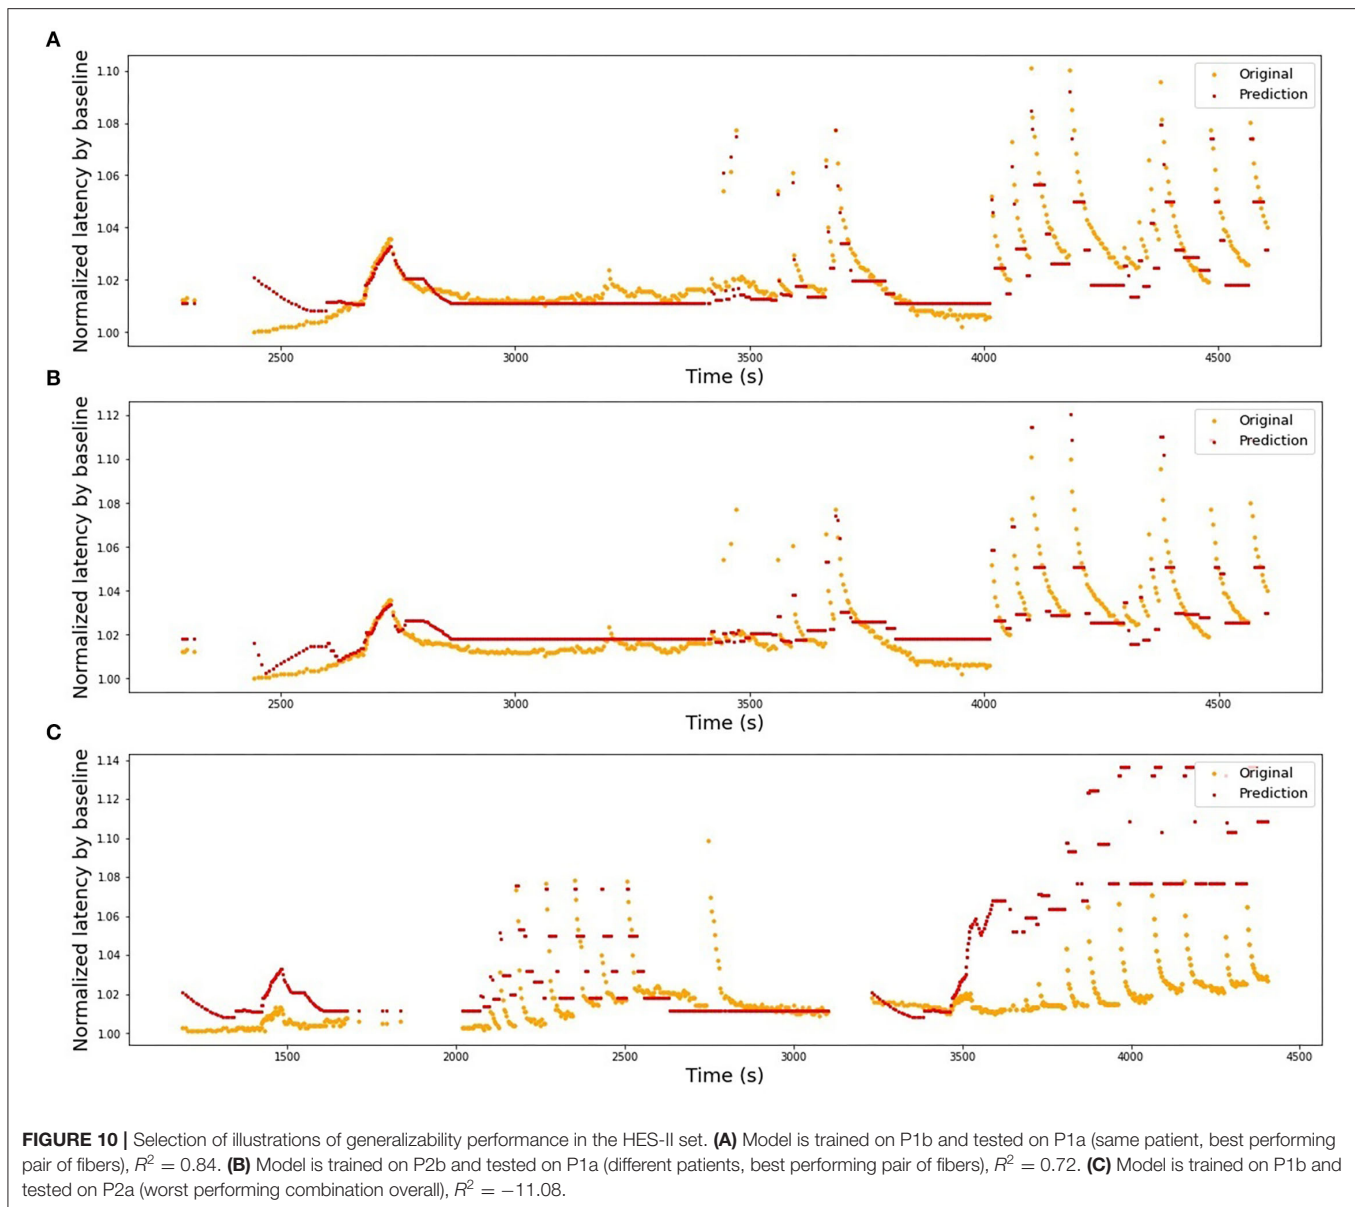 A
Normalized latency by baseline
1.10
1.08
1.06
1.04
1.02
1.00
Original
Prediction
2500 3000 3500 4000 4500
Time (s)
B
Normalized latency by baseline
1.12
1.10
1.08
1.06
1.04
1.02
1.00
Original
Prediction
2500 3000 3500 4000 4500
Time (s)
C
Normalized latency by baseline
1.14
1.12
1.10
1.08
1.06
1.04
1.02
1.00
Original
Prediction
1500 2000 2500 3000 3500 4000 4500
Time (s)
FIGURE 10 | Selection of illustrations of generalizability performance in the HES-II set. (A) Model is trained on P1b and tested on P1a (same patient, best performing
pair of fibers), R² = 0.84. (B) Model is trained on P2b and tested on P1a (different patients, best performing pair of fibers), R² = 0.72. (C) Model is trained on P1b and
tested on P2a (worst performing combination overall), R² = −11.08.